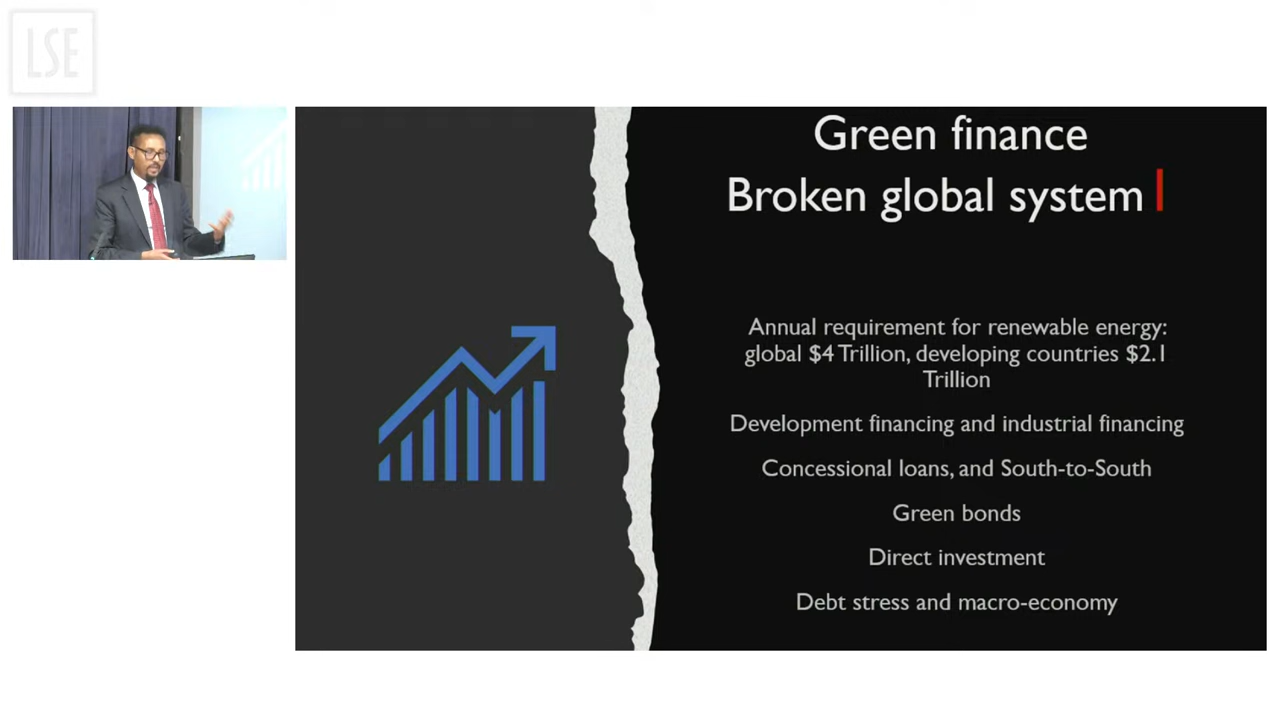 LSE
Green finance
Broken global system
Annual requirement for renewable energy:
global $4 Trillion, developing countries $2.1
Trillion
Development financing and industrial financing
Concessional loans, and South-to-South
Green bonds
Direct investment
Debt stress and macro-economy